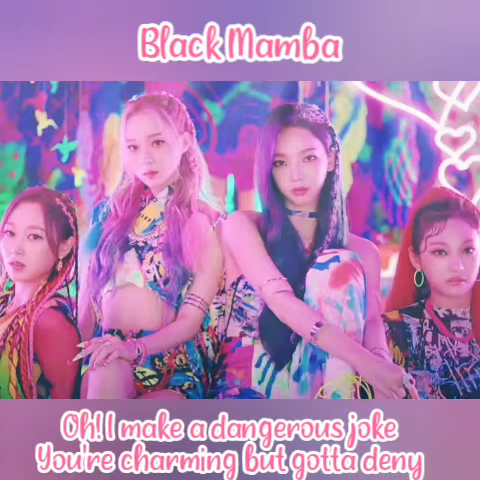 Black Mamba
Oh! I make a dangerous joke
You're charming but gotta deny